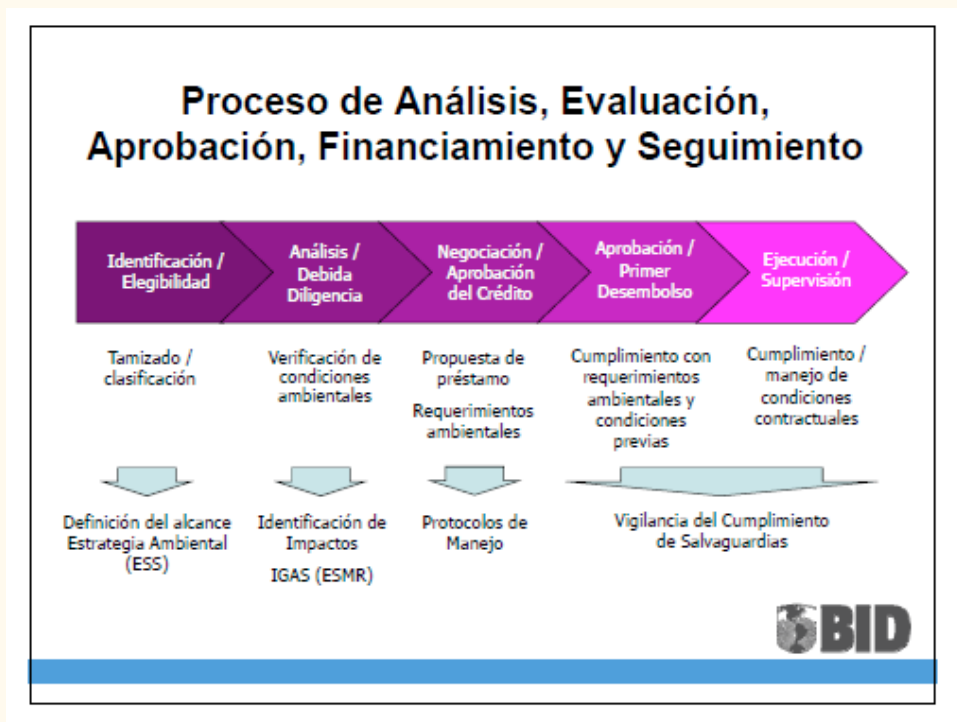 Proceso de Análisis, Evaluación,
Aprobación, Financiamiento y Seguimiento
Identificación /
Elegibilidad
Análisis /
Debida
Diligencia
Negociación /
Aprobación
del Crédito
Aprobación /
Primer
Desembolso
Ejecución /
Supervisión
Tamizado /
clasificación
Verificación de
condiciones
ambientales
Propuesta de
préstamo
Requerimientos
ambientales
Cumplimiento con
requerimientos
ambientales y
condiciones
previas
Cumplimiento /
manejo de
condiciones
contractuales
Definición del alcance
Estrategia Ambiental
(ESS)
Identificación de
Impactos
IGAS (ESMR)
Protocolos de
Manejo
Vigilancia del Cumplimiento
de Salvaguardias
BID